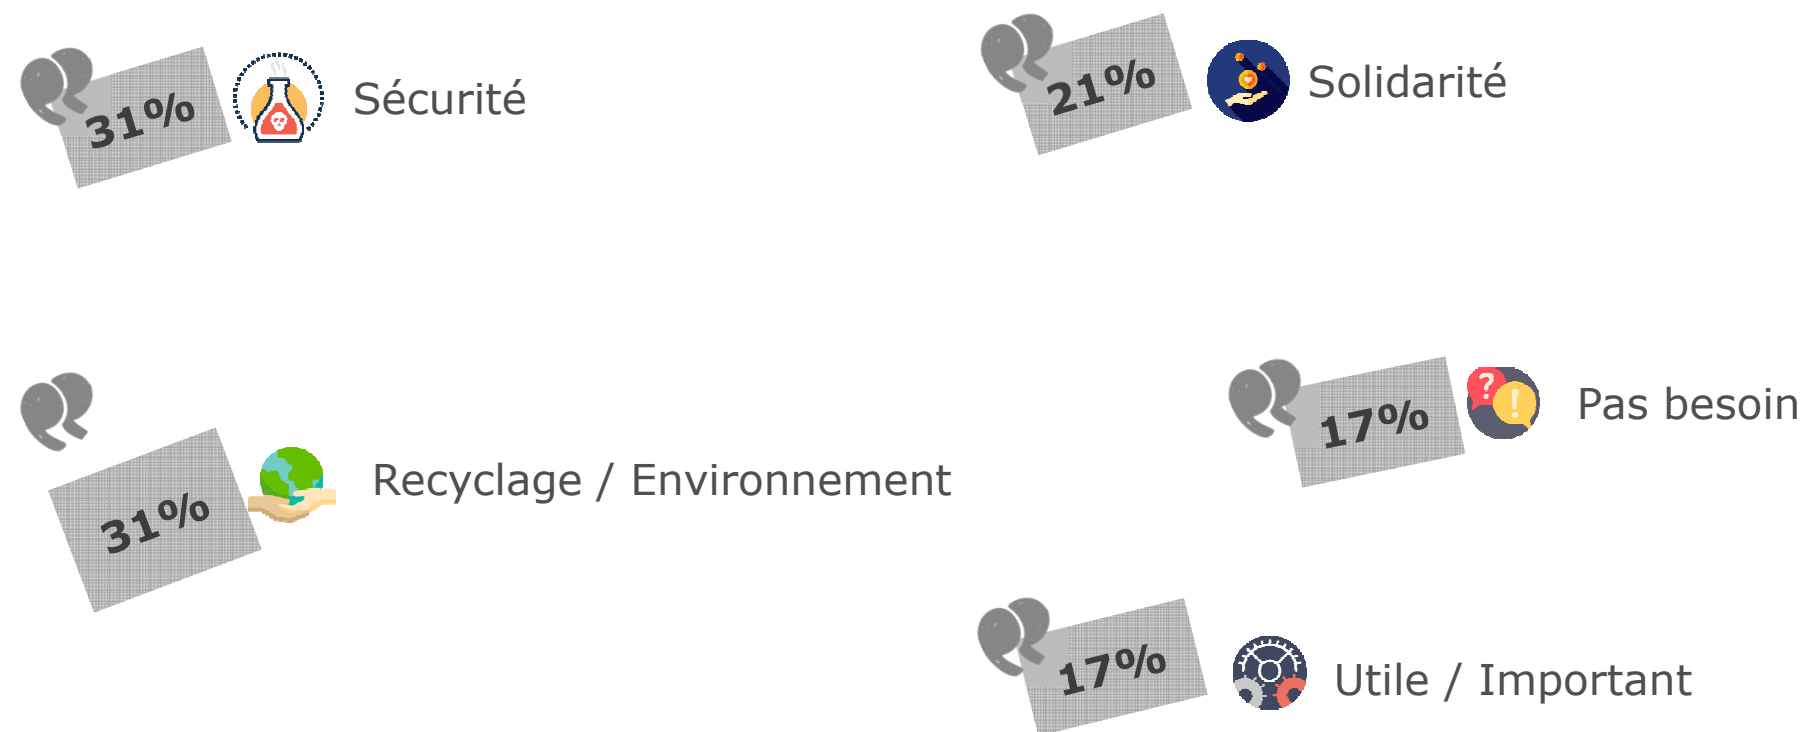 31% Sécurité
31% Recyclage / Environnement
21% Solidarité
17% ? ! Pas besoin
17% Utile / Important